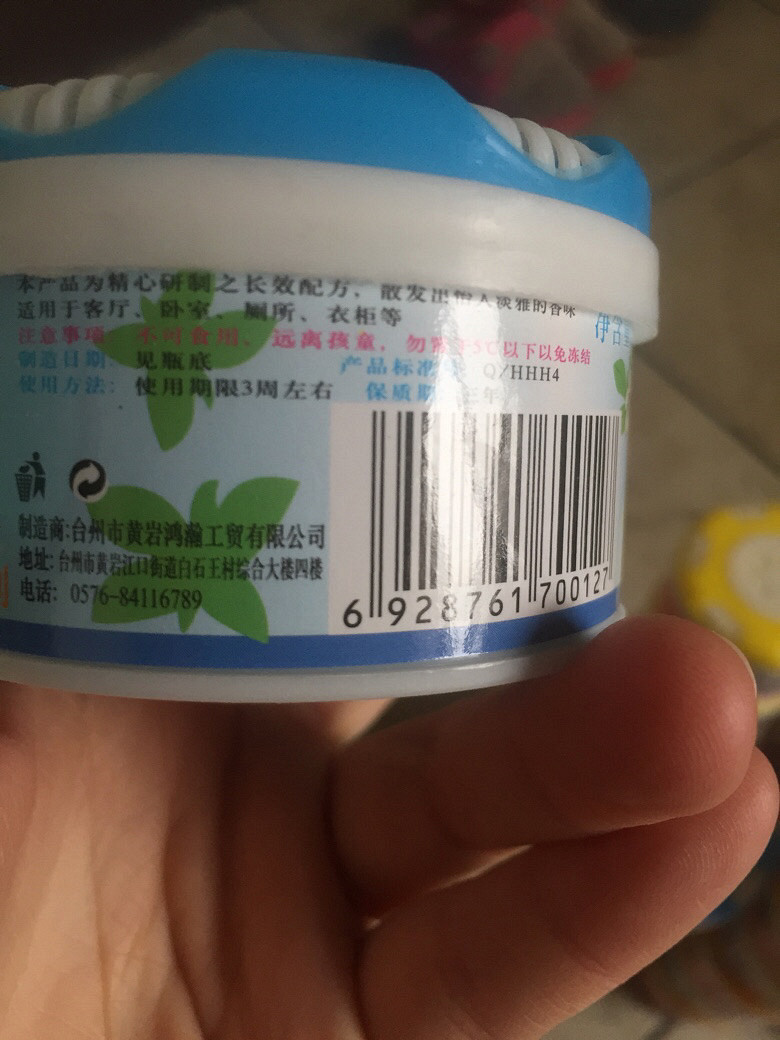 本产品为精心研制之长效配方，散发出怡人淡雅的香味
适用于客厅、卧室、厕所、衣柜等
注意事项：不可食用，远离孩童，勿常于5℃以下以免冻结
制造日期：见瓶底
产品标准 Q/HHH4
使用方法：使用期限3周左右
保质期 三年
制造商:台州市黄岩鸿瀚工贸有限公司
地址: 台州市黄岩江口街道白石王村综合大楼四楼
电话: 0576-84116789
6 928761 700127